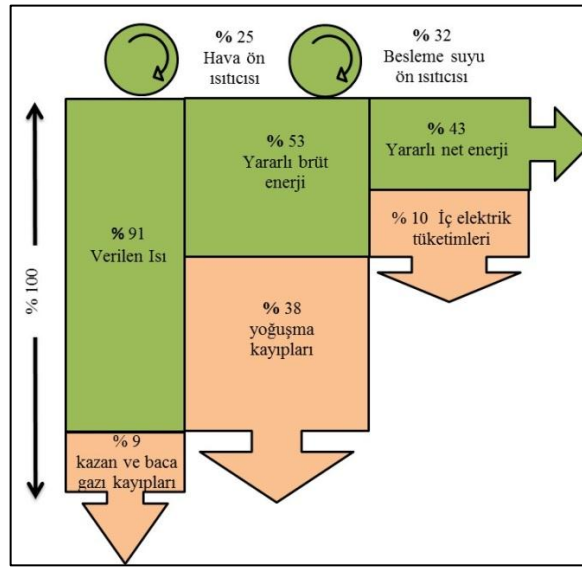 % 25
Hava ön
ısıtıcısı
% 32
Besleme suyu
ön ısıtıcısı
% 100
% 91
Verilen Isı
% 53
Yararlı brüt
enerji
% 43
Yararlı net enerji
% 10 İç elektrik
tüketimleri
% 38
yoğuşma
kayıpları
% 9
kazan ve baca
gazı kayıpları